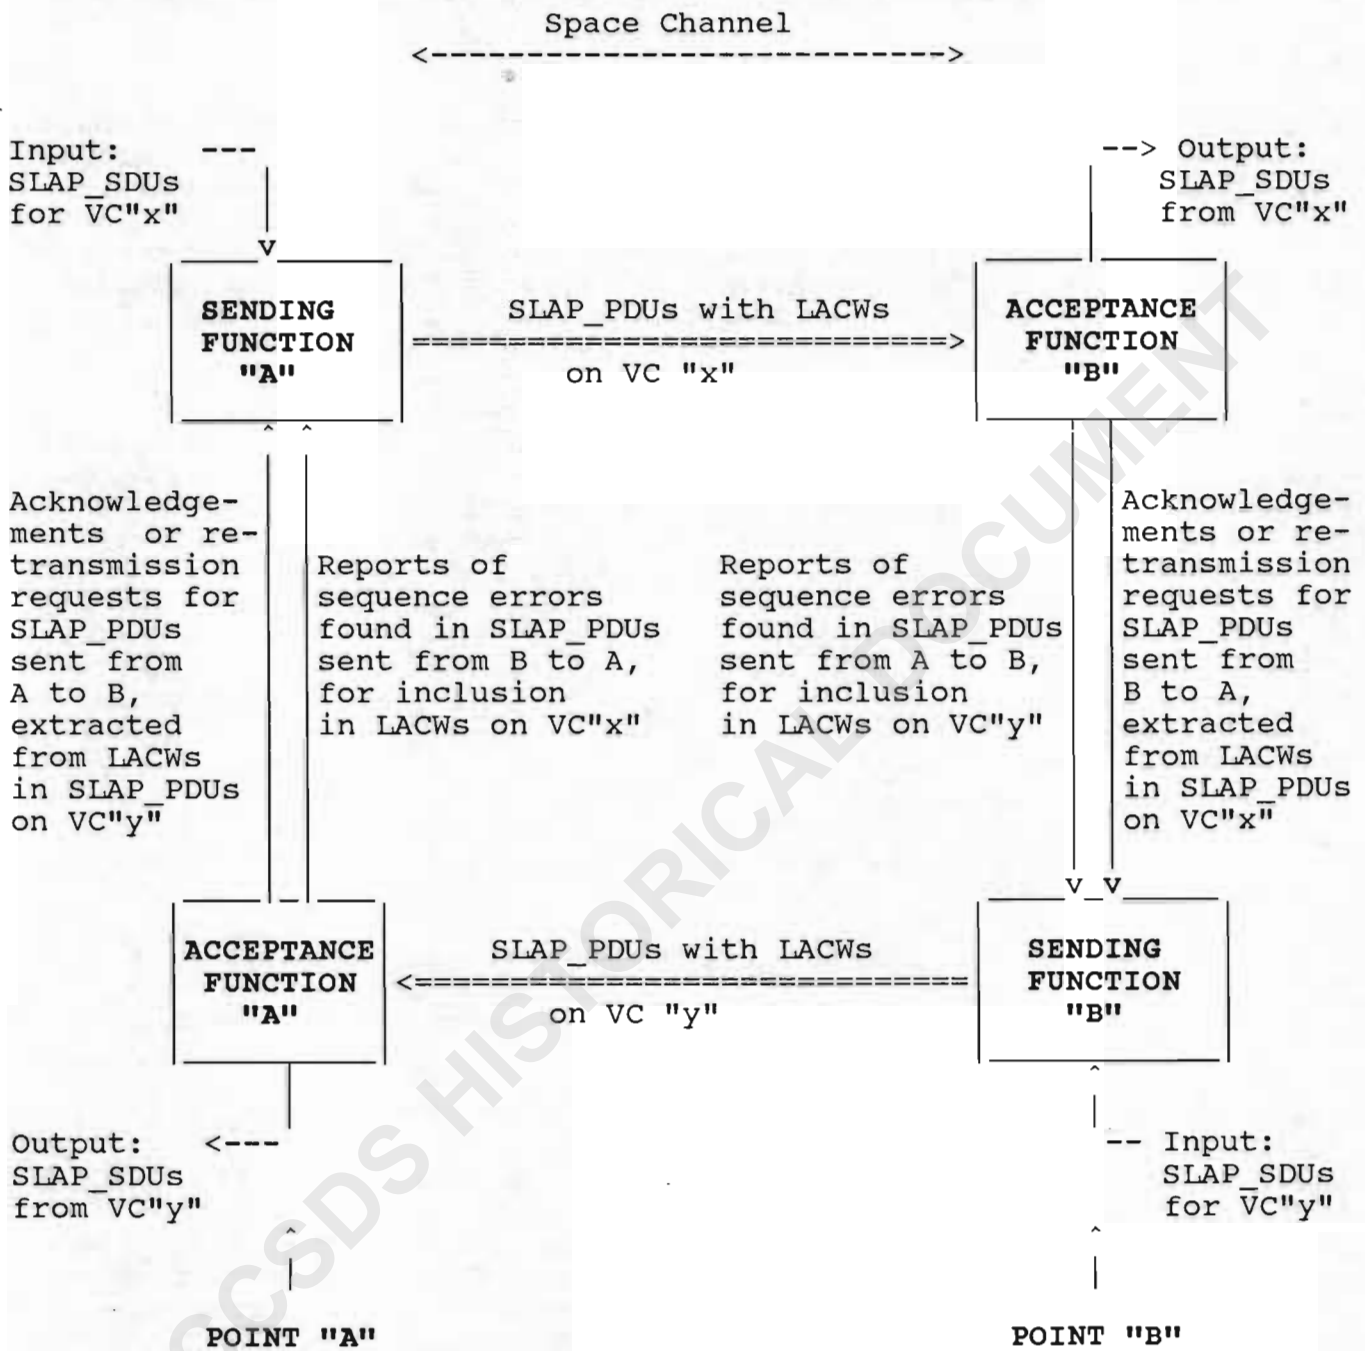 Space Channel
<--------------------------->
Input: ---
SLAP_SDUs
for VC"x"
--> Output:
SLAP_SDUs
from VC"x"
SENDING
FUNCTION
"A"
SLAP_PDUs with LACWs
============================>
on VC "x"
ACCEPTANCE
FUNCTION
"B"
Acknowledge-
ments or re-
transmission
requests for
SLAP_PDUs
sent from
A to B,
extracted
from LACWs
in SLAP_PDUs
on VC"y"
Reports of
sequence errors
found in SLAP_PDUs
sent from B to A,
for inclusion
in LACWs on VC"x"
Reports of
sequence errors
found in SLAP_PDUs
sent from A to B,
for inclusion
in LACWs on VC"y"
Acknowledge-
ments or re-
transmission
requests for
SLAP_PDUs
sent from
B to A,
extracted
from LACWs
in SLAP_PDUs
on VC"x"
ACCEPTANCE
FUNCTION
"A"
SLAP_PDUs with LACWs
<=============================
on VC "y"
SENDING
FUNCTION
"B"
Output: <---
SLAP_SDUs
from VC"y"
-- Input:
SLAP_SDUs
for VC"y"
POINT "A"
POINT "B"
CCSDS HISTORICAL DOCUMENT